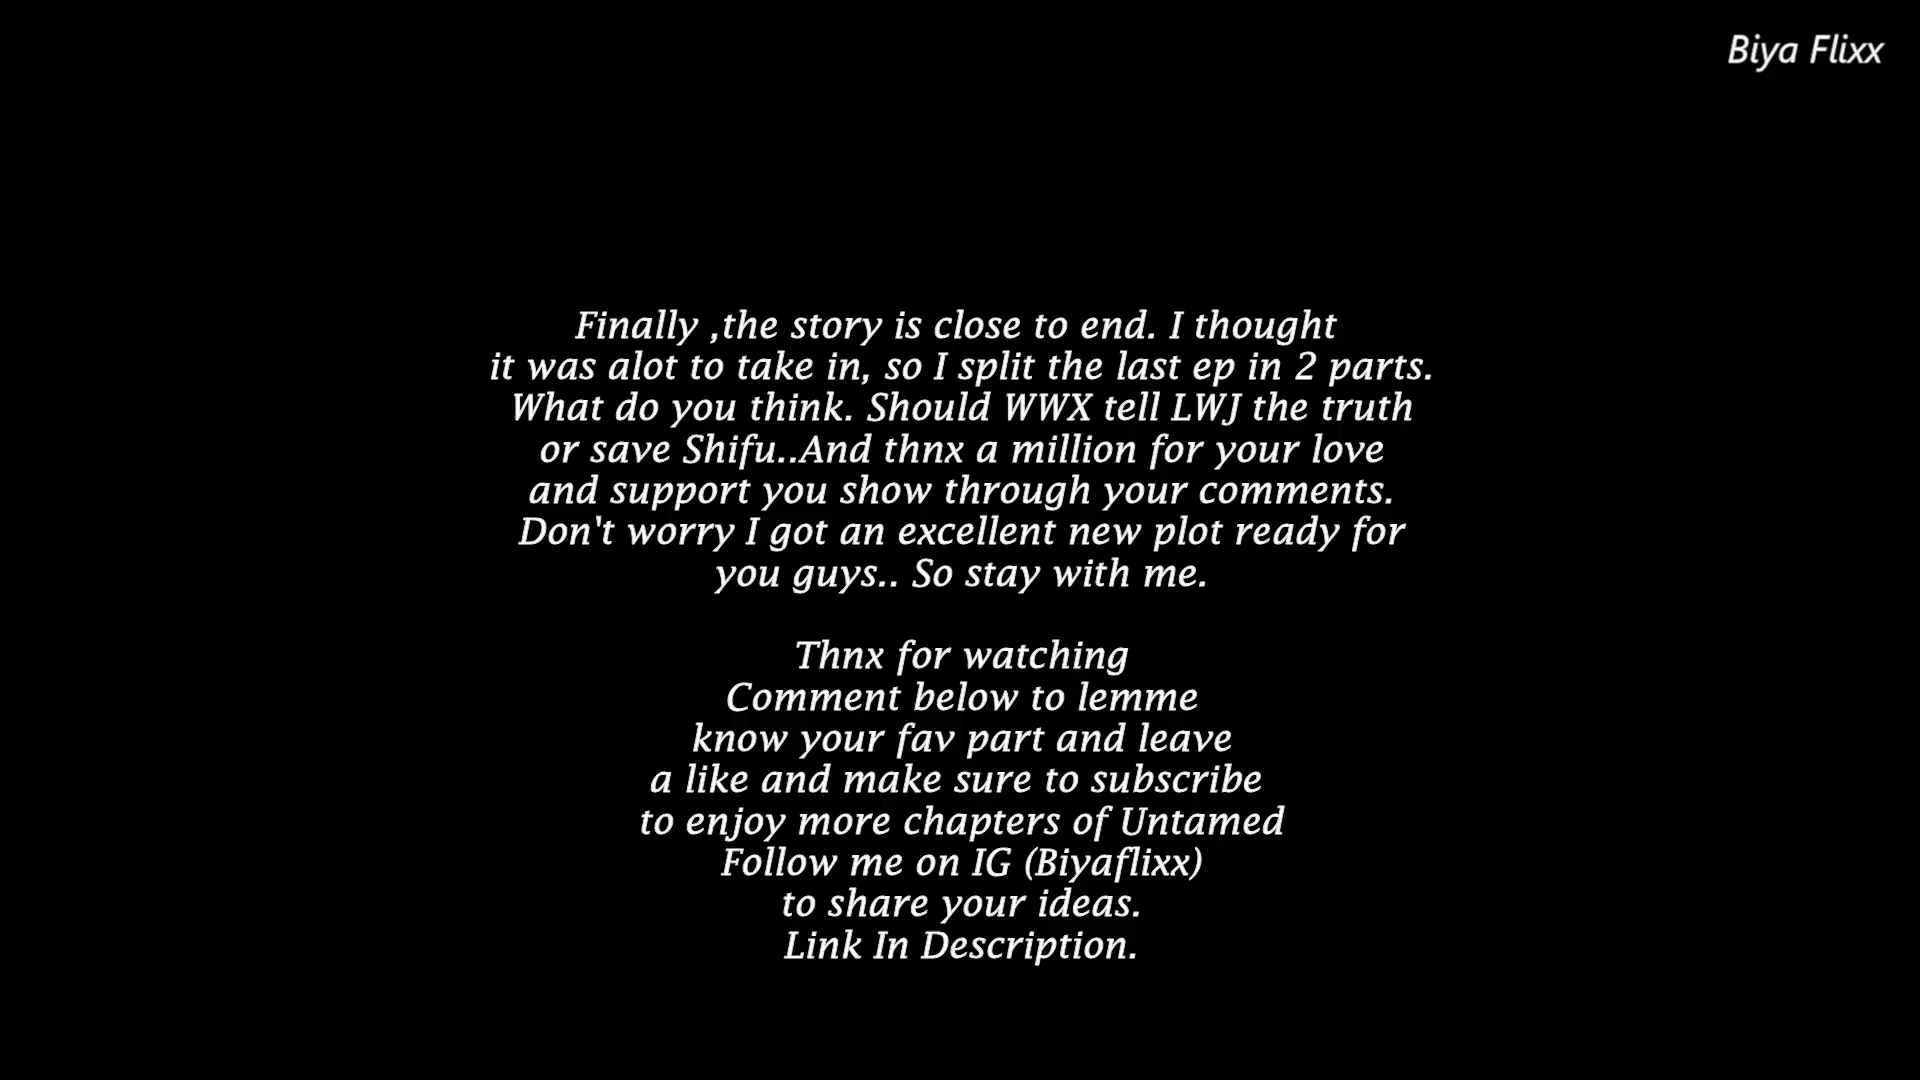 Biya Flixx
Finally ,the story is close to end. I thought
it was alot to take in, so I split the last ep in 2 parts.
What do you think. Should WWX tell LWJ the truth
or save Shifu..And thnx a million for your love
and support you show through your comments.
Don't worry I got an excellent new plot ready for
you guys.. So stay with me.
Thnx for watching
Comment below to lemme
know your fav part and leave
a like and make sure to subscribe
to enjoy more chapters of Untamed
Follow me on IG (Biyaflixx)
to share your ideas.
Link In Description.